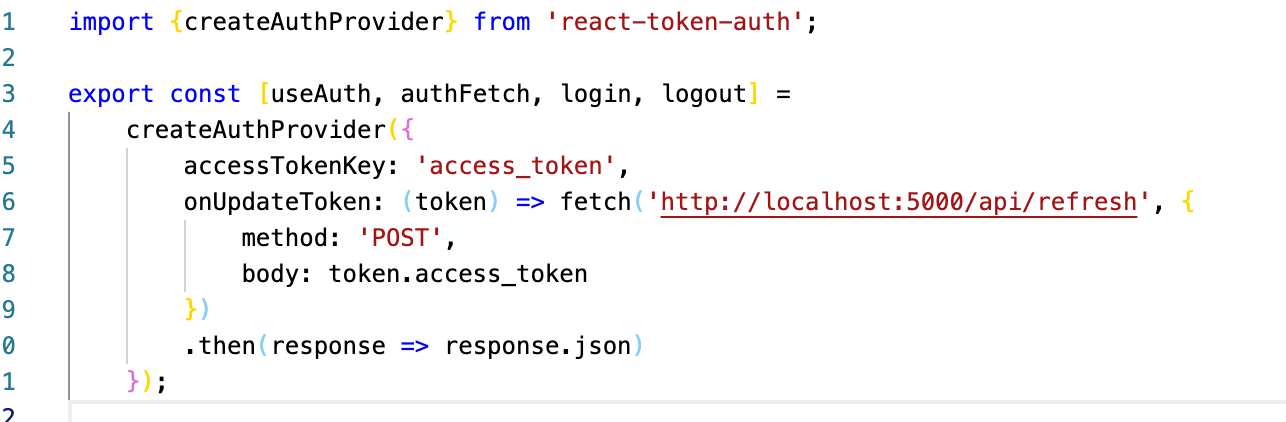 1 import {createAuthProvider} from 'react-token-auth';
2
3 export const [useAuth, authFetch, login, logout] =
4 createAuthProvider({
5 accessTokenKey: 'access_token',
6 onUpdateToken: (token) => fetch('http://localhost:5000/api/refresh', {
7 method: 'POST',
8 body: token.access_token
9 })
0 .then(response => response.json)
1 });
2